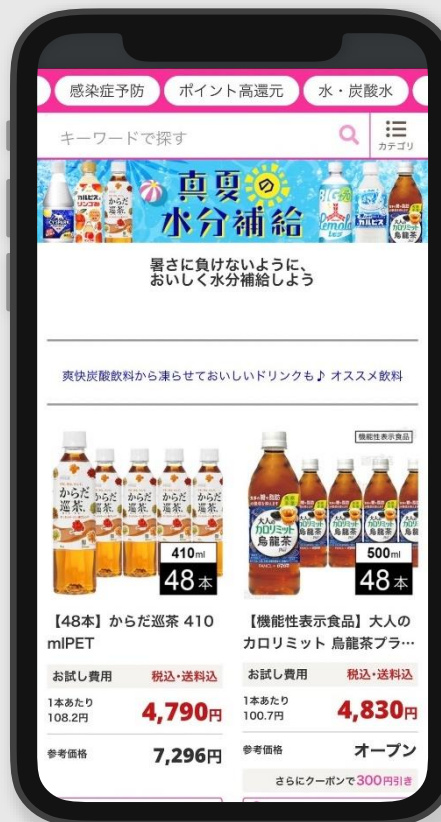 感染症予防
ポイント高還元
水・炭酸水
キーワードで探す
カテゴリ
真夏の
水分補給
暑さに負けないように、
おいしく水分補給しよう
爽快炭酸飲料から凍らせておいしいドリンクも♪ オススメ飲料
からだ
巡茶
410ml
48本
機能性表示食品
大人の
カロリミット
烏龍茶
500ml
48本
【48本】からだ巡茶 410
mlPET
お試し費用
税込・送料込
1本あたり
108.2円
4,790円
参考価格
7,296円
【機能性表示食品】大人の
カロリミット 烏龍茶プラ…
お試し費用
税込・送料込
1本あたり
100.7円
4,830円
参考価格
オープン
さらにクーポンで300円引き